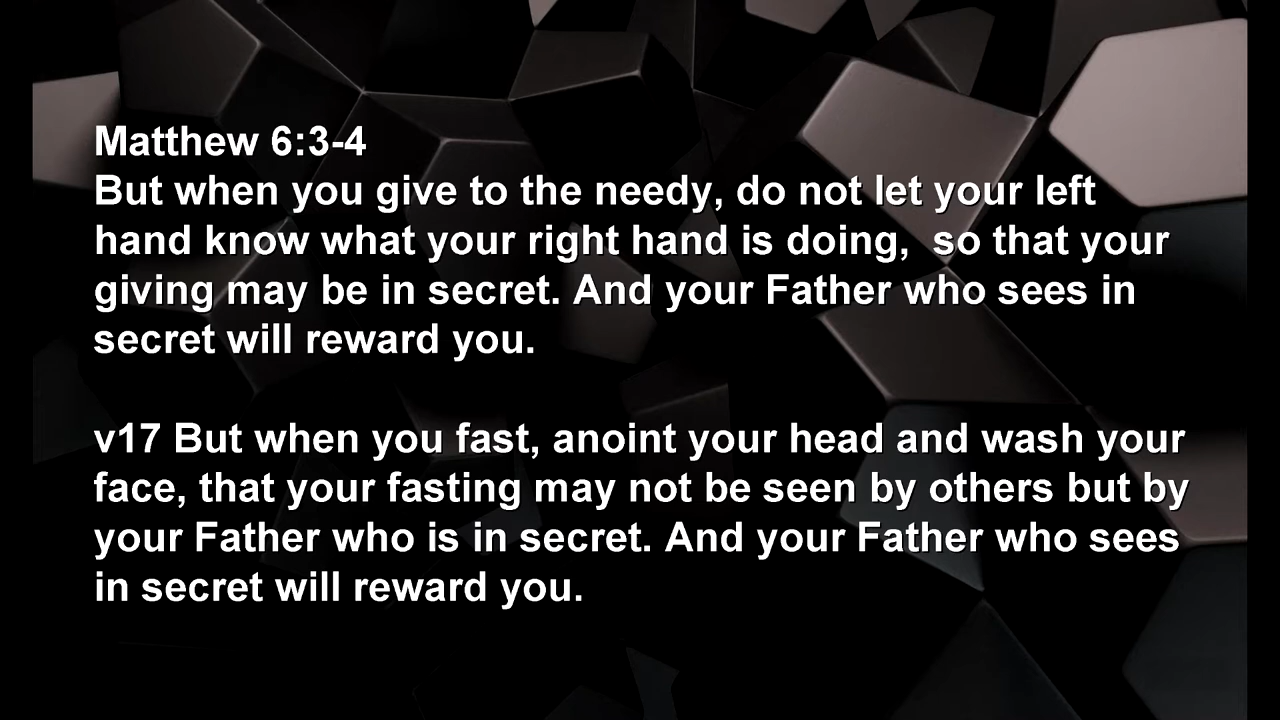 Matthew 6:3-4
But when you give to the needy, do not let your left
hand know what your right hand is doing,  so that your
giving may be in secret. And your Father who sees in
secret will reward you.
v17 But when you fast, anoint your head and wash your
face, that your fasting may not be seen by others but by
your Father who is in secret. And your Father who sees
in secret will reward you.